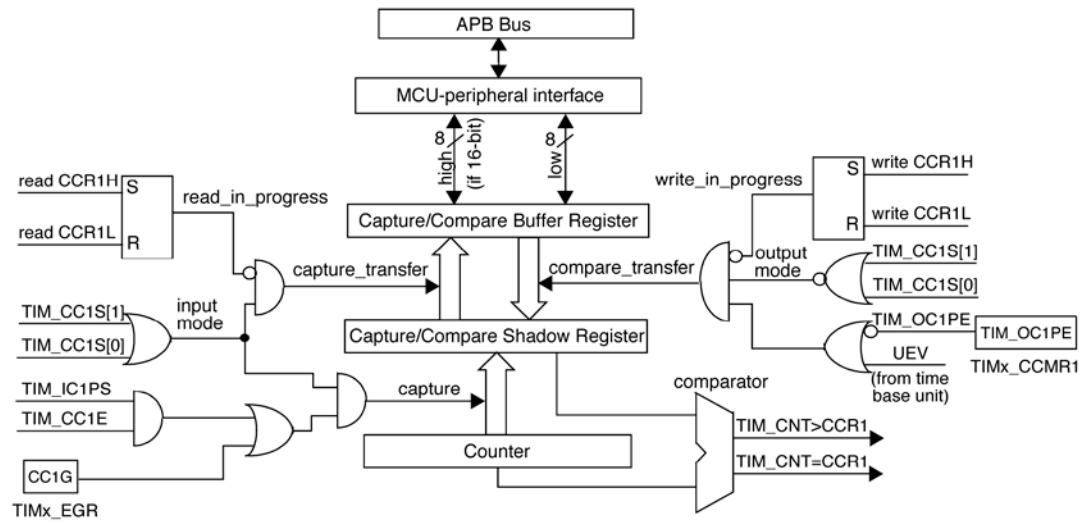 APB Bus
MCU-peripheral interface
8
high
(if 16-bit)
8
low
read CCR1H
S
read_in_progress
read CCR1L
R
write_in_progress
S
write CCR1H
R
write CCR1L
Capture/Compare Buffer Register
capture_transfer
compare_transfer
output
mode
TIM_CC1S[1]
TIM_CC1S[0]
TIM_CC1S[1]
input
mode
TIM_CC1S[0]
Capture/Compare Shadow Register
TIM_OC1PE
TIM_OC1PE
UEV
TIMx_CCMR1
(from time
base unit)
TIM_IC1PS
TIM_CC1E
capture
comparator
Counter
TIM_CNT>CCR1
TIM_CNT=CCR1
CC1G
TIMx_EGR